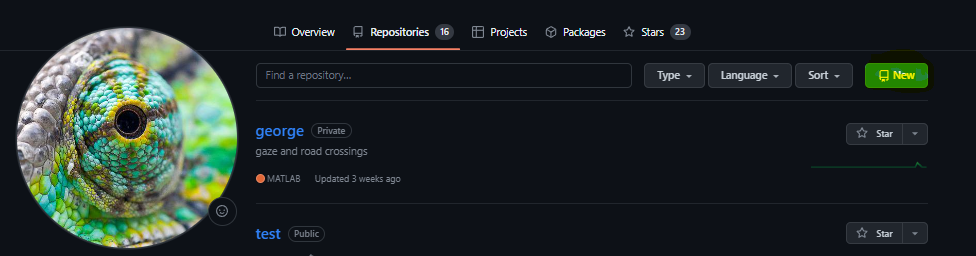 Overview Repositories 16 Projects Packages Stars 23
Find a repository... Type Language Sort New
george Private Star
gaze and road crossings
MATLAB Updated 3 weeks ago
test Public Star